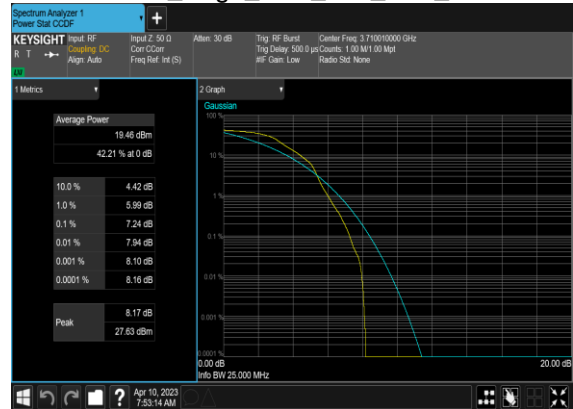 Spectrum Analyzer 1
Power Stat CCDF
KEYSIGHT
R T
LW
Input: RF
Coupling: DC
Align: Auto
Input Z: 50 Ω
Corr CCorr
Freq Ref: Int (S)
Atten: 30 dB
Trig: RF Burst
Trig Delay: 500.0 µs
#IF Gain: Low
Center Freq: 3.710010000 GHz
Counts: 1.00 M/1.00 Mpt
Radio Std: None
1 Metrics
Average Power
19.46 dBm
42.21 % at 0 dB
10.0 % 4.42 dB
1.0 % 5.99 dB
0.1 % 7.24 dB
0.01 % 7.94 dB
0.001 % 8.10 dB
0.0001 % 8.16 dB
Peak 8.17 dB
27.63 dBm
2 Graph
Gaussian
100 %
10 %
1 %
0.1 %
0.01 %
0.001 %
0.0001 %
0.00 dB 20.00 dB
Info BW 25.000 MHz
? Apr 10, 2023
7:53:14 AM